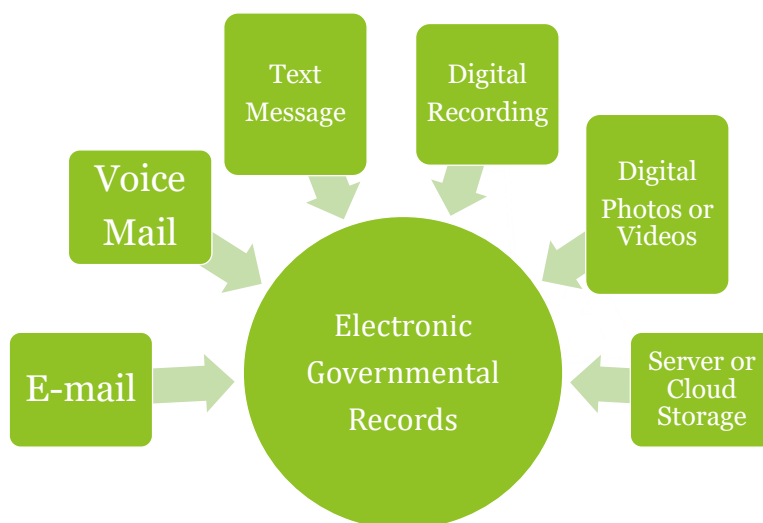 Text
Message
Digital
Recording
Voice
Mail
Digital
Photos or
Videos
E-mail
Electronic
Governmental
Records
Server or
Cloud
Storage